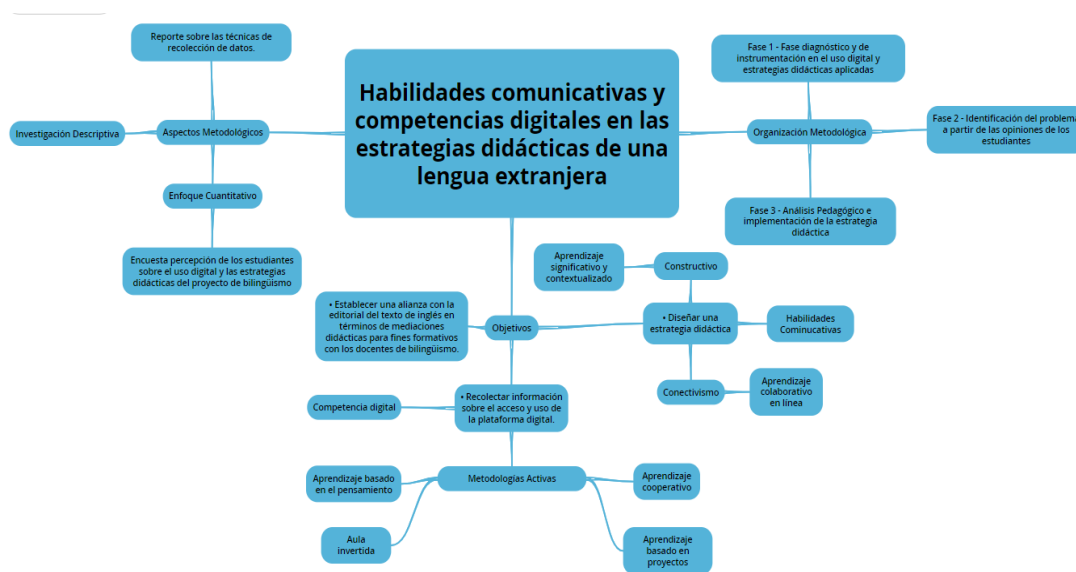 Habilidades comunicativas y
competencias digitales en las
estrategias didácticas de una
lengua extranjera
Reporte sobre las técnicas de
recolección de datos.
Investigación Descriptiva
Aspectos Metodológicos
Enfoque Cuantitativo
Encuesta percepción de los estudiantes
sobre el uso digital y las estrategias
didácticas del proyecto de bilingüismo
Fase 1 - Fase diagnóstico y de
instrumentación en el uso digital y
estrategias didácticas aplicadas
Organización Metodológica
Fase 2 - Identificación del problema
a partir de las opiniones de los
estudiantes
Fase 3 - Análisis Pedagógico e
implementación de la estrategia
didáctica
Aprendizaje
significativo y
contextualizado
Constructivo
• Establecer una alianza con la
editorial del texto de inglés en
términos de mediaciones
didácticas para fines formativos
con los docentes de bilingüismo.
Objetivos
• Diseñar una
estrategia didáctica
Habilidades
Cominucativas
Conectivismo
Aprendizaje
colaborativo
en línea
Competencia digital
• Recolectar información
sobre el acceso y uso de
la plataforma digital.
Aprendizaje basado
en el pensamiento
Metodologías Activas
Aprendizaje
cooperativo
Aula
invertida
Aprendizaje
basado en
proyectos